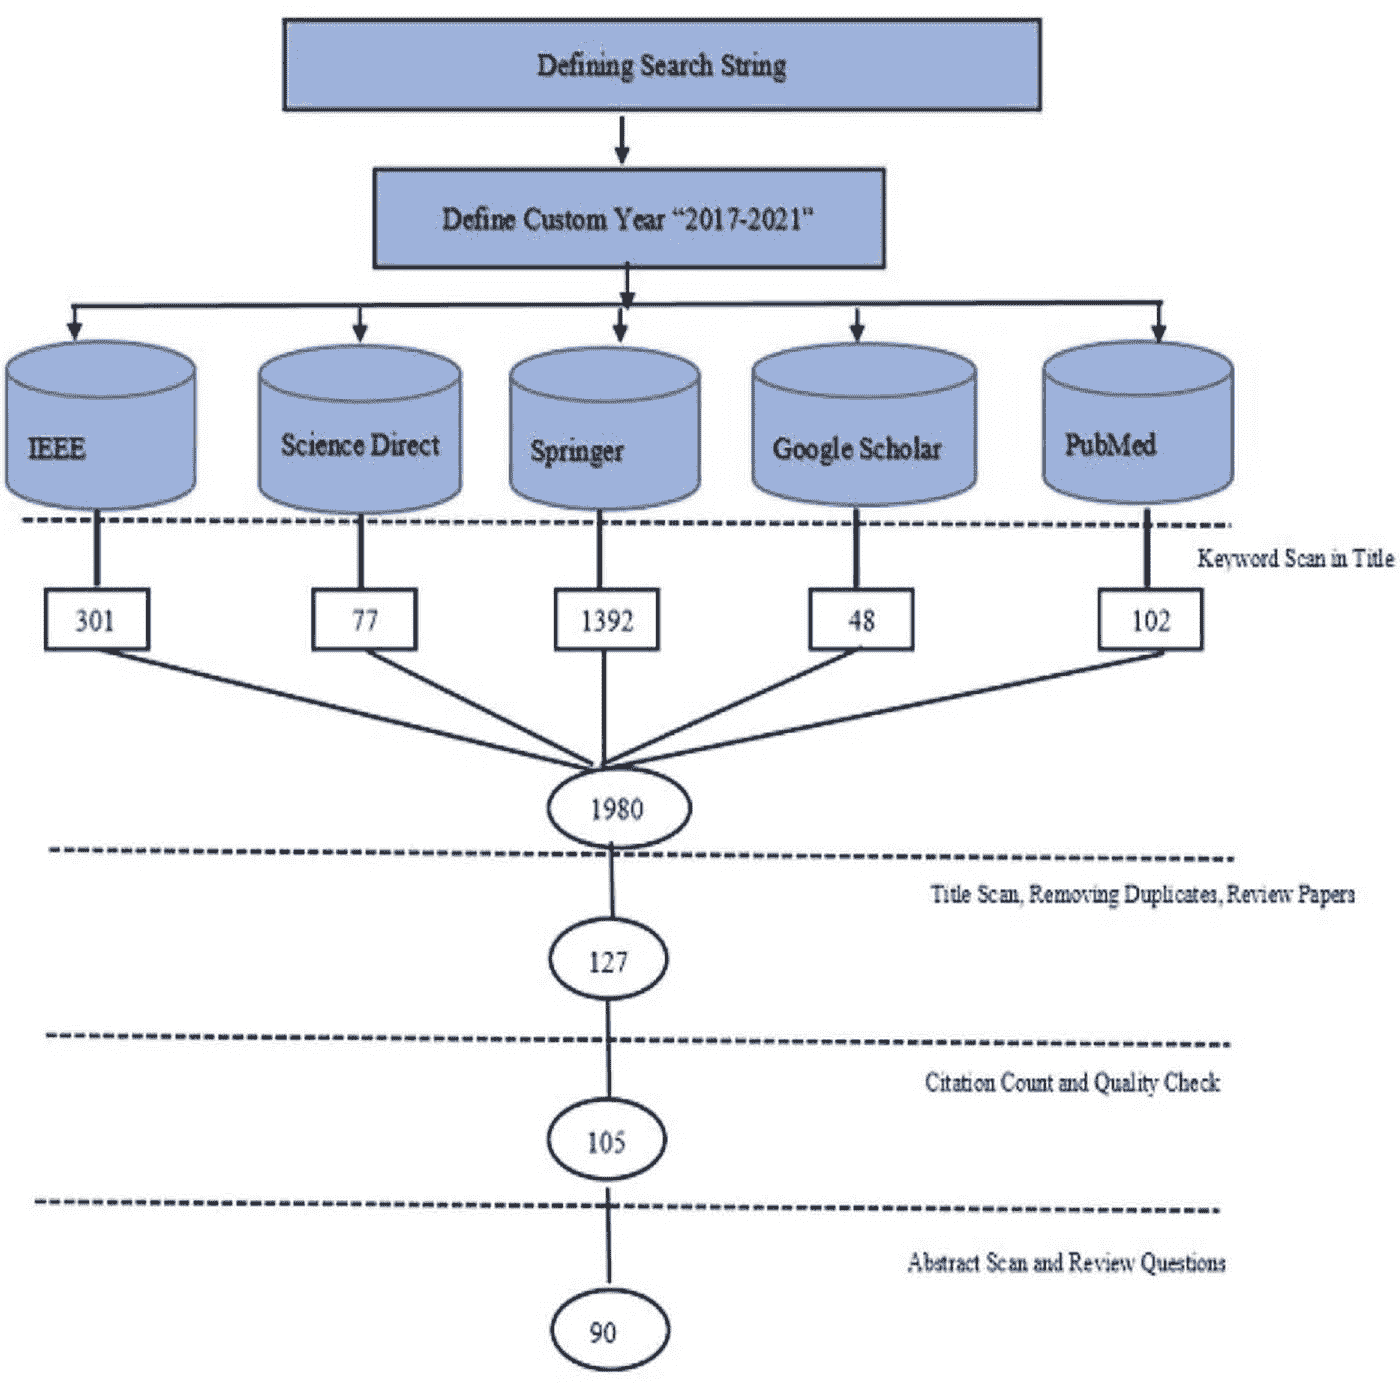 Defining Search String
Define Custom Year “2017-2021”
IEEE
Science Direct
Springer
Google Scholar
PubMed
Keyword Scan in Title
301
77
1392
48
102
1980
Title Scan, Removing Duplicates, Review Papers
127
Citation Count and Quality Check
105
Abstract Scan and Review Questions
90